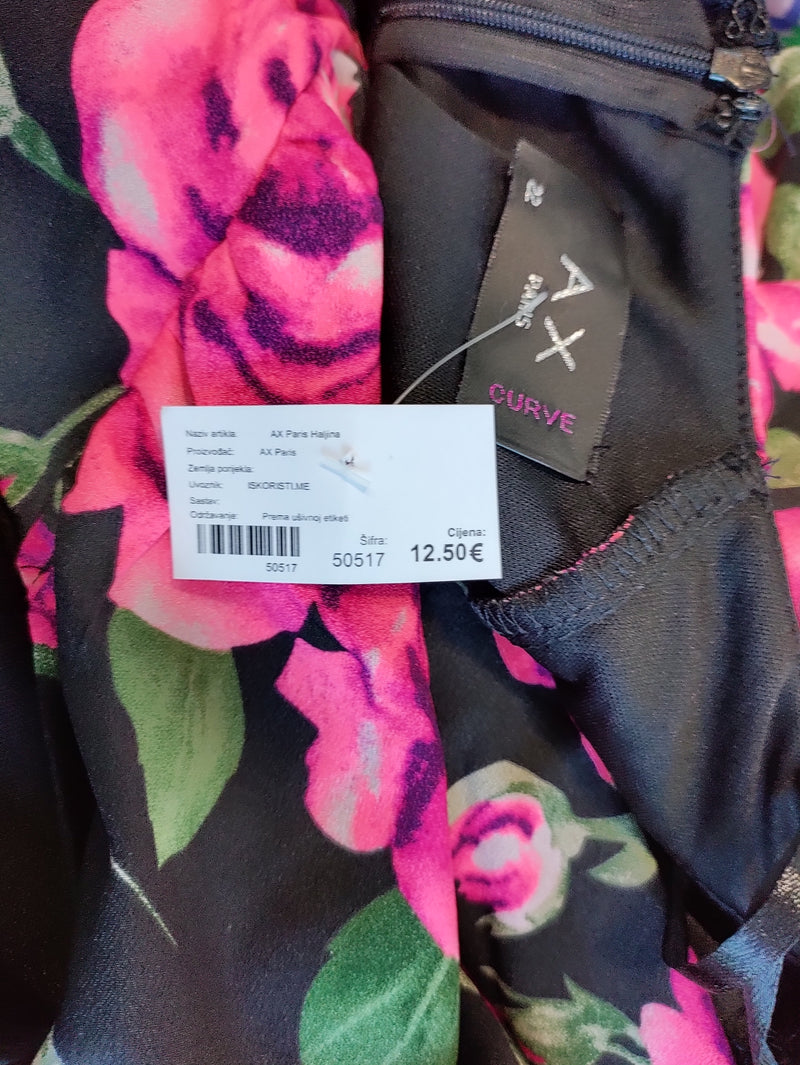 22
AX
PARIS
CURVE
Naziv artikla: AX Paris Haljina
Proizvođač: AX Paris
Zemlja porijekla:
Uvoznik: ISKORISTI.ME
Sastav:
Održavanje: Prema ušivnoj etiketi
50517
Šifra:
50517
Cijena:
12.50€